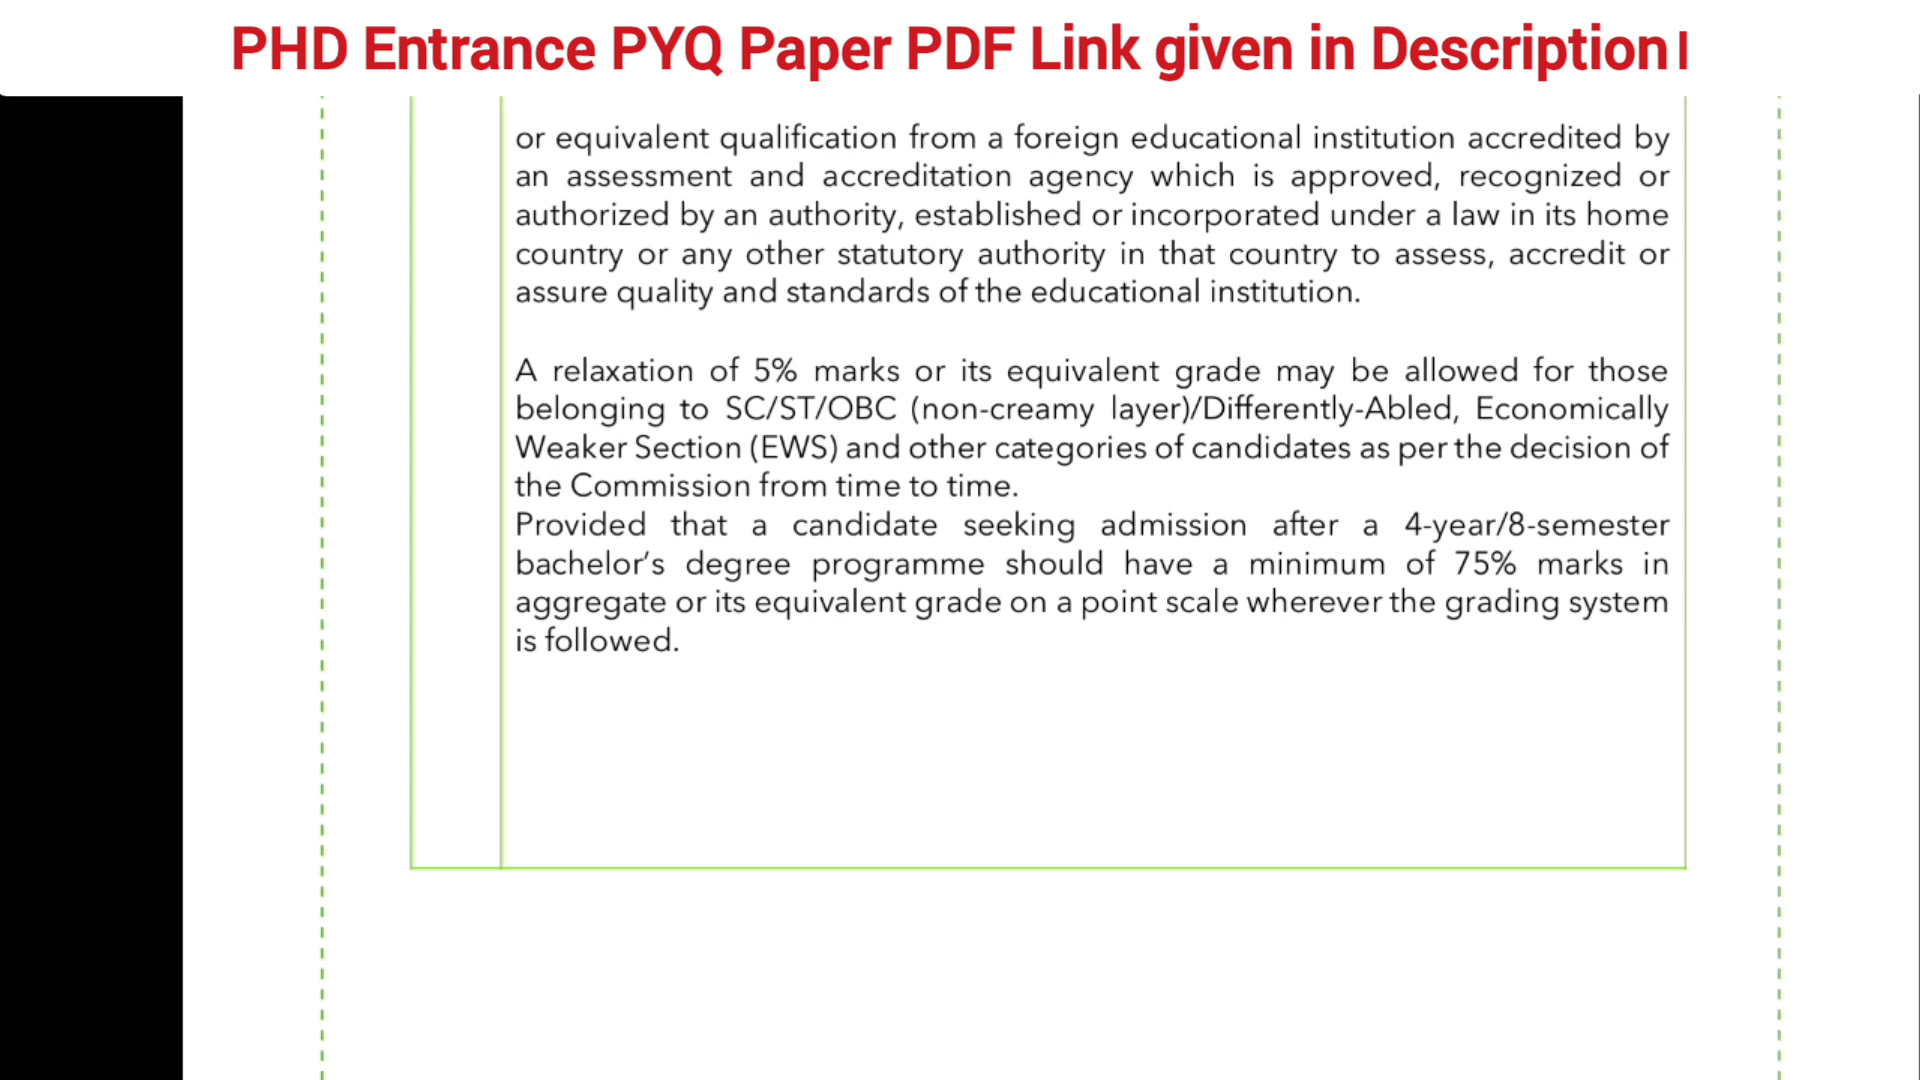 PHD Entrance PYQ Paper PDF Link given in Description।
or equivalent qualification from a foreign educational institution accredited by
an assessment and accreditation agency which is approved, recognized or
authorized by an authority, established or incorporated under a law in its home
country or any other statutory authority in that country to assess, accredit or
assure quality and standards of the educational institution.
A relaxation of 5% marks or its equivalent grade may be allowed for those
belonging to SC/ST/OBC (non-creamy layer)/Differently-Abled, Economically
Weaker Section (EWS) and other categories of candidates as per the decision of
the Commission from time to time.
Provided that a candidate seeking admission after a 4-year/8-semester
bachelor’s degree programme should have a minimum of 75% marks in
aggregate or its equivalent grade on a point scale wherever the grading system
is followed.